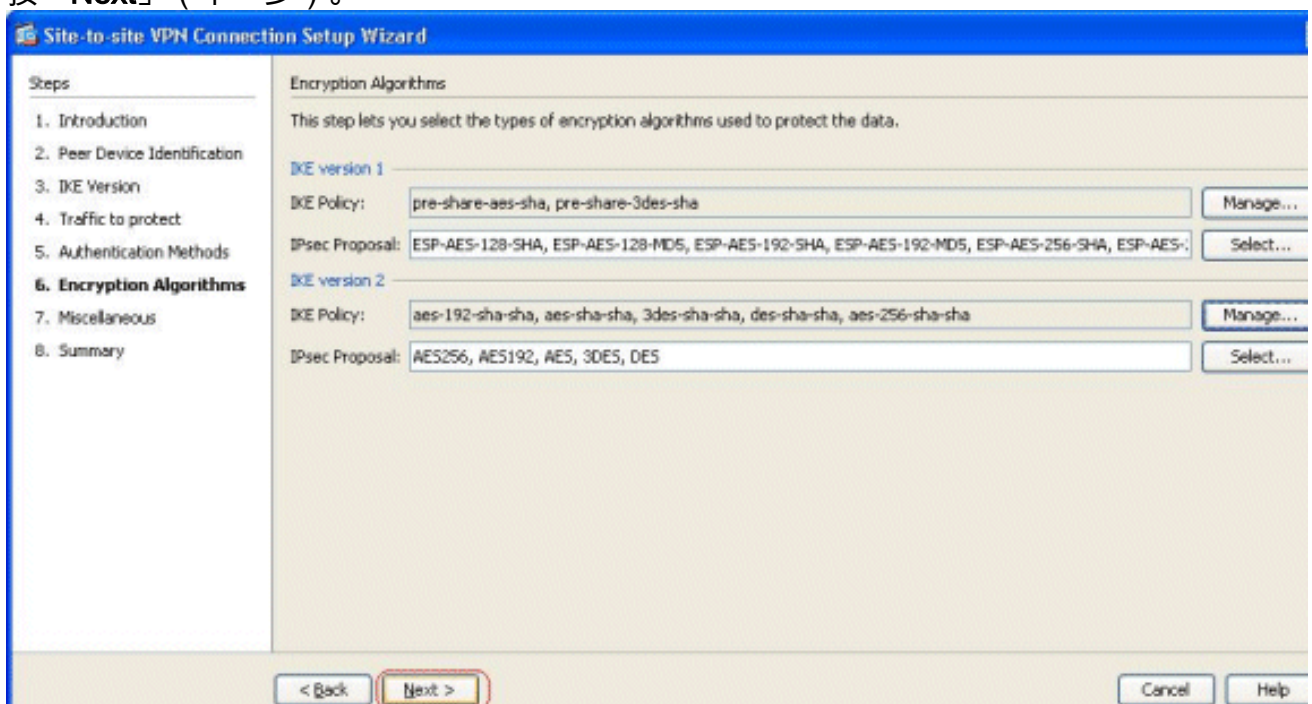 Next
Site-to-site VPN Connection Setup Wizard
Steps
1. Introduction
2. Peer Device Identification
3. IKE Version
4. Traffic to protect
5. Authentication Methods
6. Encryption Algorithms
7. Miscellaneous
8. Summary
Encryption Algorithms
This step lets you select the types of encryption algorithms used to protect the data.
IKE version 1
IKE Policy: pre-share-aes-sha, pre-share-3des-sha Manage...
IPsec Proposal: ESP-AES-128-SHA, ESP-AES-128-MD5, ESP-AES-192-SHA, ESP-AES-192-MD5, ESP-AES-256-SHA, ESP-AES- Select...
IKE version 2
IKE Policy: aes-192-sha-sha, aes-sha-sha, 3des-sha-sha, des-sha-sha, aes-256-sha-sha Manage...
IPsec Proposal: AES256, AES192, AES, 3DES, DES Select...
< Back Next > Cancel Help